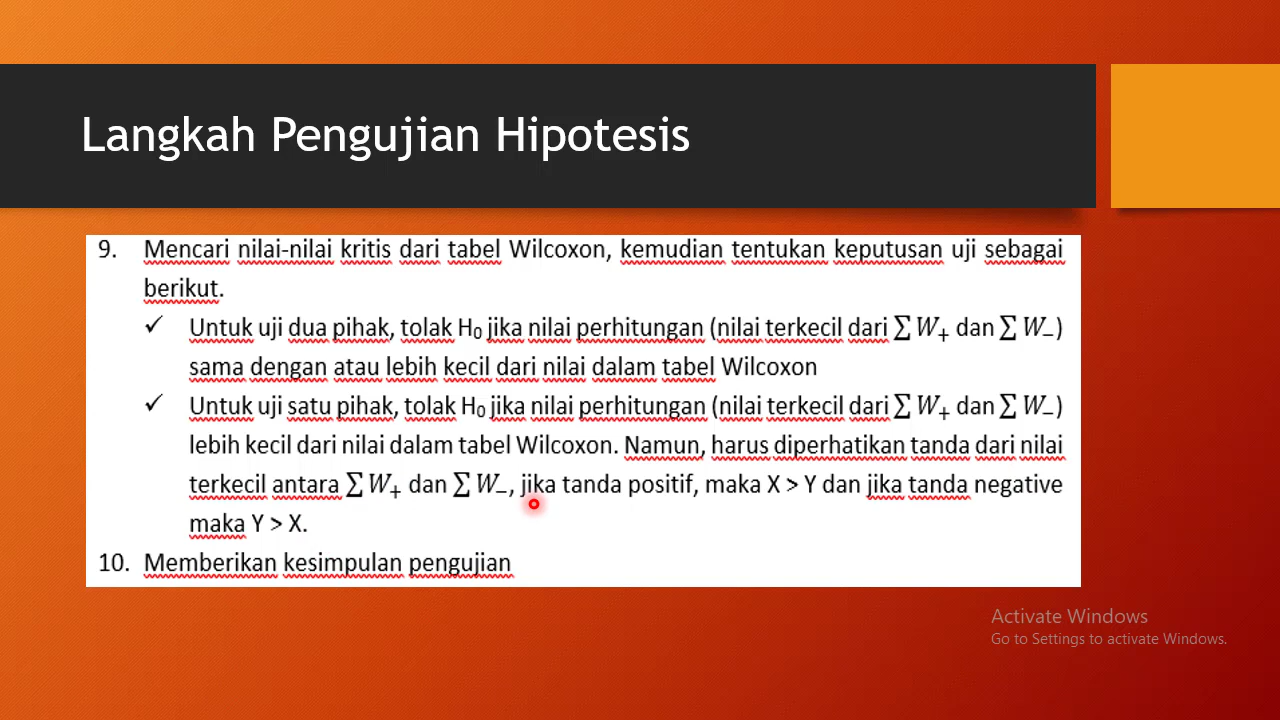 Langkah Pengujian Hipotesis
9. Mencari nilai-nilai kritis dari tabel Wilcoxon, kemudian tentukan keputusan uji sebagai
berikut.
✓ Untuk uji dua pihak, tolak H₀ jika nilai perhitungan (nilai terkecil dari ∑ W₊ dan ∑ W₋)
sama dengan atau lebih kecil dari nilai dalam tabel Wilcoxon
✓ Untuk uji satu pihak, tolak H₀ jika nilai perhitungan (nilai terkecil dari ∑ W₊ dan ∑ W₋)
lebih kecil dari nilai dalam tabel Wilcoxon. Namun, harus diperhatikan tanda dari nilai
terkecil antara ∑ W₊ dan ∑ W₋, jika tanda positif, maka X > Y dan jika tanda negative
maka Y > X.
10. Memberikan kesimpulan pengujian
Activate Windows
Go to Settings to activate Windows.